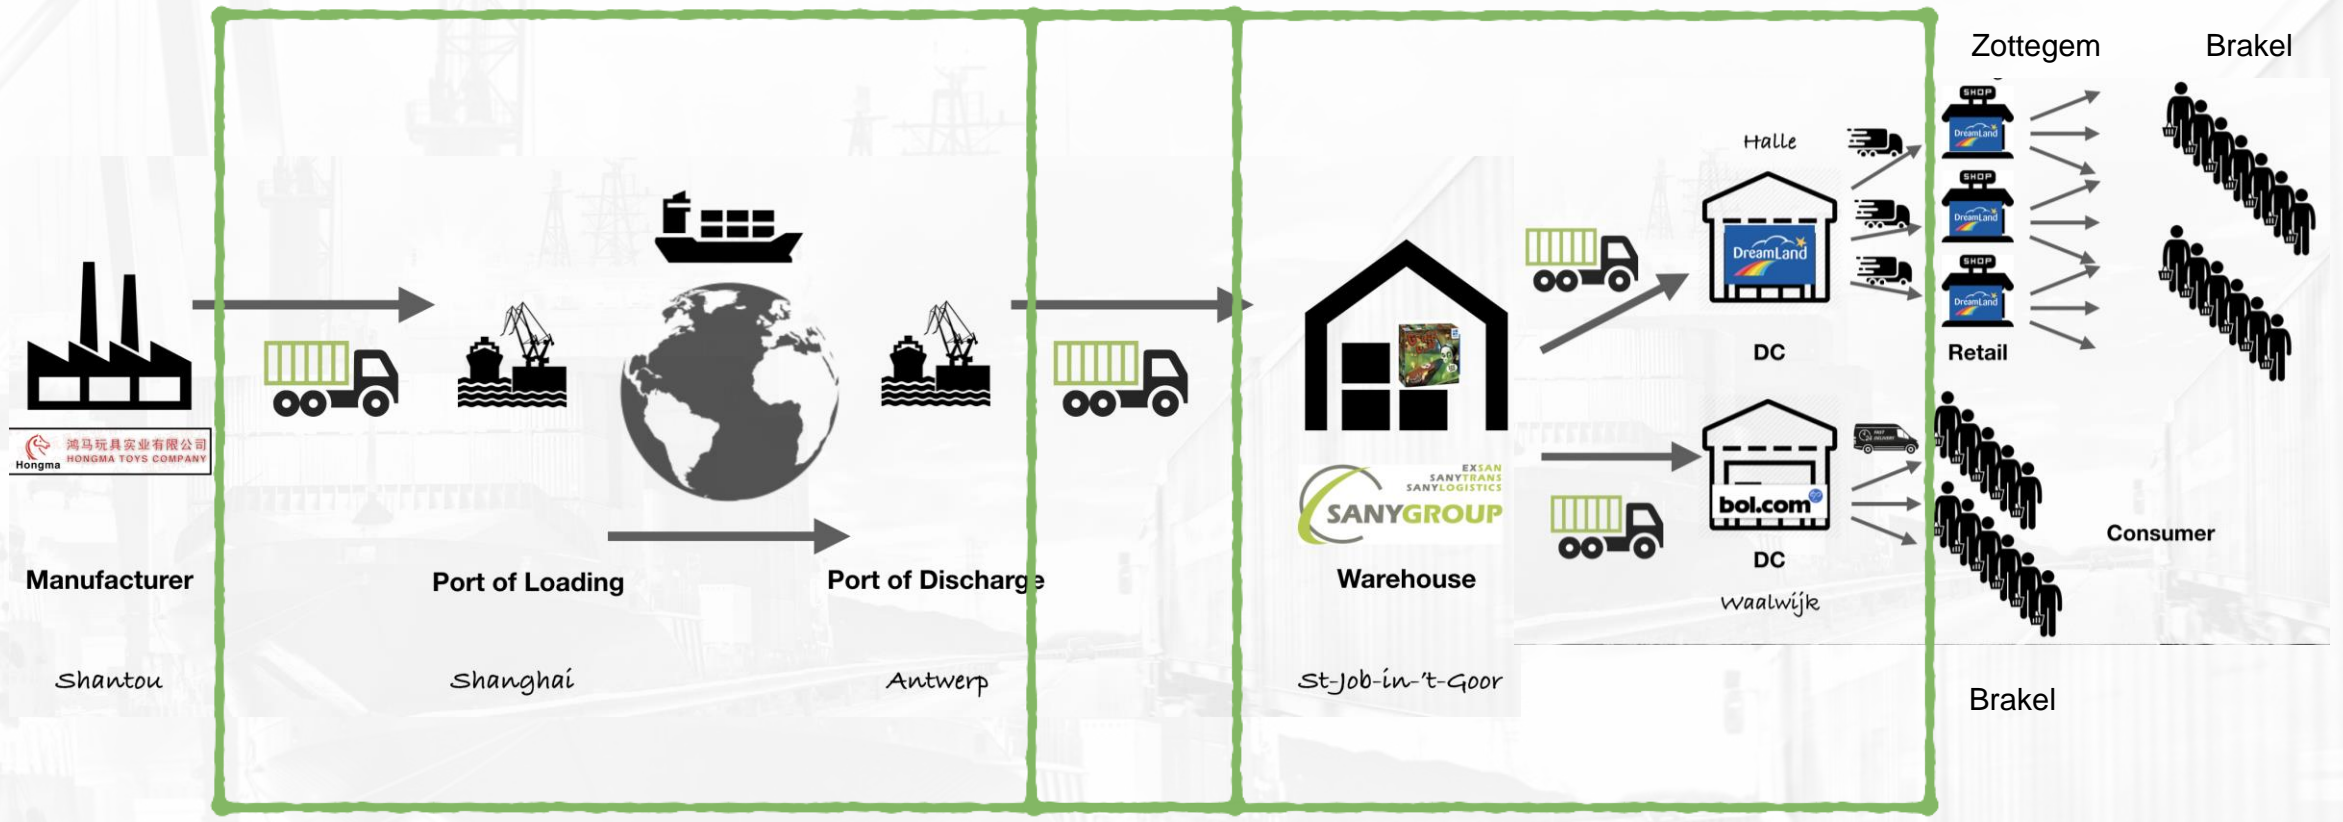 Zottegem
Brakel
SHOP
DreamLand
SHOP
DreamLand
SHOP
DreamLand
Retail
Halle
DreamLand
DC
鸿马玩具实业有限公司
HONGMA TOYS COMPANY
Hongma
Manufacturer
Shantou
Port of Loading
Shanghai
Port of Discharge
Antwerp
EXSAN
SANYTRANS
SANYLOGISTICS
SANYGROUP
Warehouse
St-Job-in-'t-Goor
bol.com
DC
Waalwijk
FAST
DELIVERY
Consumer
Brakel